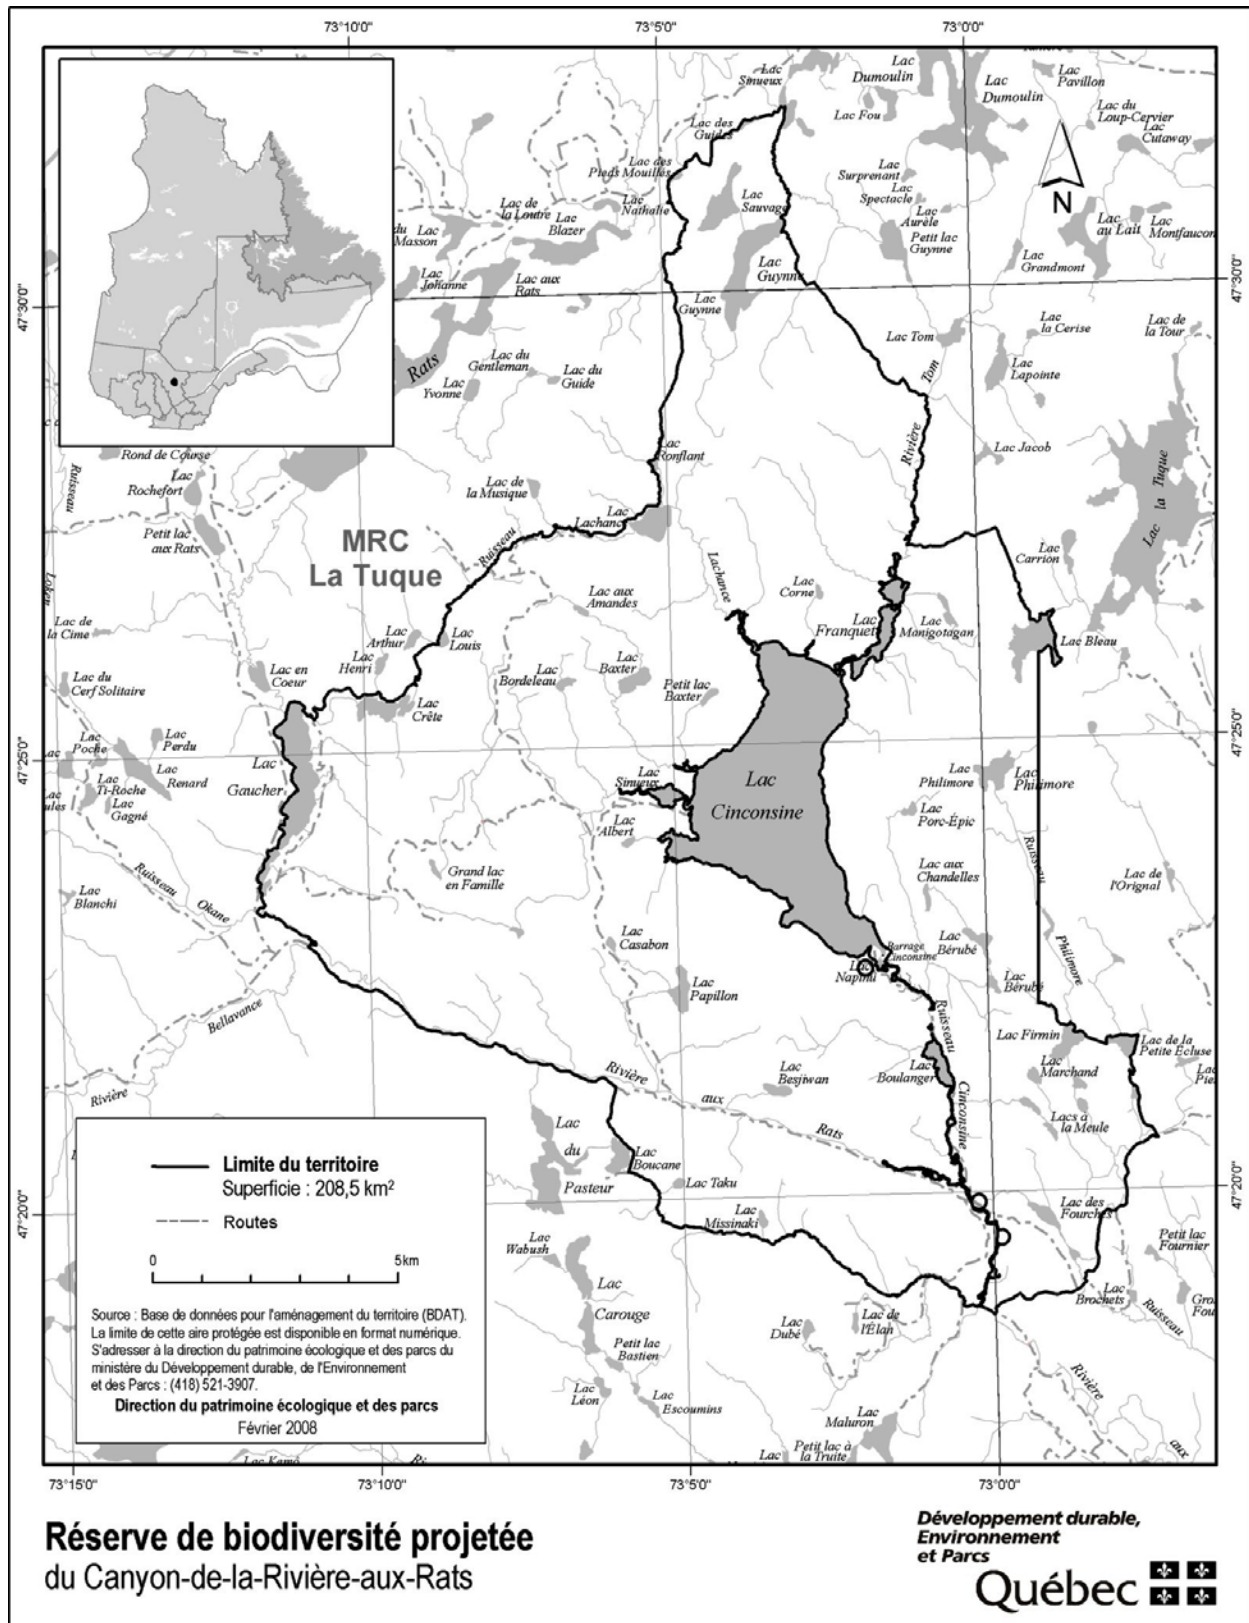 73°10'0"
73°5'0"
73°0'0"
Lac
Sinueux
Lac
Dumoulin
Lac
Dumoulin
Lac
Pavillon
Lac Fou
Lac du
Loup-Cervier
Lac
Cutaway
Lac des
Guides
Lac des
Pieds Mouillés
Lac
Surprenant
Lac
Spectacle
N
Lac
Sauvage
Lac de
la Loutre
Lac
Nathalie
Lac
Blazer
du
Masson
Lac
Lac
Aurèle
Petit lac
Guynne
Lac
au Lait
Lac
Montfaucon
Lac
Grandmont
Lac
Johanne
Lac aux
Rats
Lac
Guynne
Lac
Guynne
47°30'0"
47°30'0"
Rats
Lac du
Gentleman
Lac
Yvonne
Lac du
Guide
Lac Tom
Lac
la Cerise
Lac de
la Tour
Lac
Lapointe
Rivière
Tom
Rond de Course
Ruisseau
Lac
Rochefort
Lac
Ronflant
Lac Jacob
Lac la Tuque
Lac de
la Musique
Lac
Lachance
Petit lac
aux Rats
MRC
La Tuque
Ruisseau
Lac
Carrion
Lachance
Lac
Corne
Lac aux
Amandes
Lac
Franquet
Lac
Manigotagan
Lac Bleau
Lac de
la Cime
Lac
Arthur
Lac
Louis
Lac
Henri
Lac en
Coeur
Lac
Bordeleau
Lac
Baxter
Petit lac
Baxter
Lac du
Cerf Solitaire
Lac
Crête
47°25'0"
47°25'0"
Lac
Poche
Lac
Perdu
Lac
Renard
Lac
Ti-Roche
Lac
Gagné
Lac
Gaucher
Lac
Sinueux
Lac
Cinconsine
Lac
Philimore
Lac
Philimore
Lac
Porc-Épic
Lac
Albert
Ruisseau
Philimore
Grand lac
en Famille
Lac aux
Chandelles
Lac de
l'Orignal
Lac
Blanchi
Ruisseau
Okane
Lac
Casabon
Barrage
Cinconsine
Lac
Napinu
Lac
Bérubé
Lac
Bérubé
Lac
Papillon
Bellavance
Rivière
Ruisseau
Cinconsine
Lac Firmin
Lac de la
Petite Écluse
Lac
Marchand
Lac
Boulanger
Lac
Besjiwan
Rivière
aux
Rats
Lacs à
la Meule
Lac
du
Pasteur
Lac
Boucane
Lac Taku
Lac
Missinaki
47°20'0"
47°20'0"
Lac des
Fourches
Petit lac
Fournier
Lac
Wabush
Lac
Carouge
Lac
Brochets
Ruisseau
Lac
Dubé
Lac de
l'Élan
Petit lac
Bastien
Lac
Léon
Lac
Escoumins
Lac
Maluron
Petit lac à
la Truite
Lac
Rivière
aux
Limite du territoire
Superficie : 208,5 km²
Routes
0
5km
Source : Base de données pour l'aménagement du territoire (BDAT).
La limite de cette aire protégée est disponible en format numérique.
S'adresser à la direction du patrimoine écologique et des parcs du
ministère du Développement durable, de l'Environnement
et des Parcs : (418) 521-3907.
Direction du patrimoine écologique et des parcs
Février 2008
73°15'0"
73°10'0"
73°5'0"
73°0'0"
Réserve de biodiversité projetée
du Canyon-de-la-Rivière-aux-Rats
Développement durable,
Environnement
et Parcs
Québec